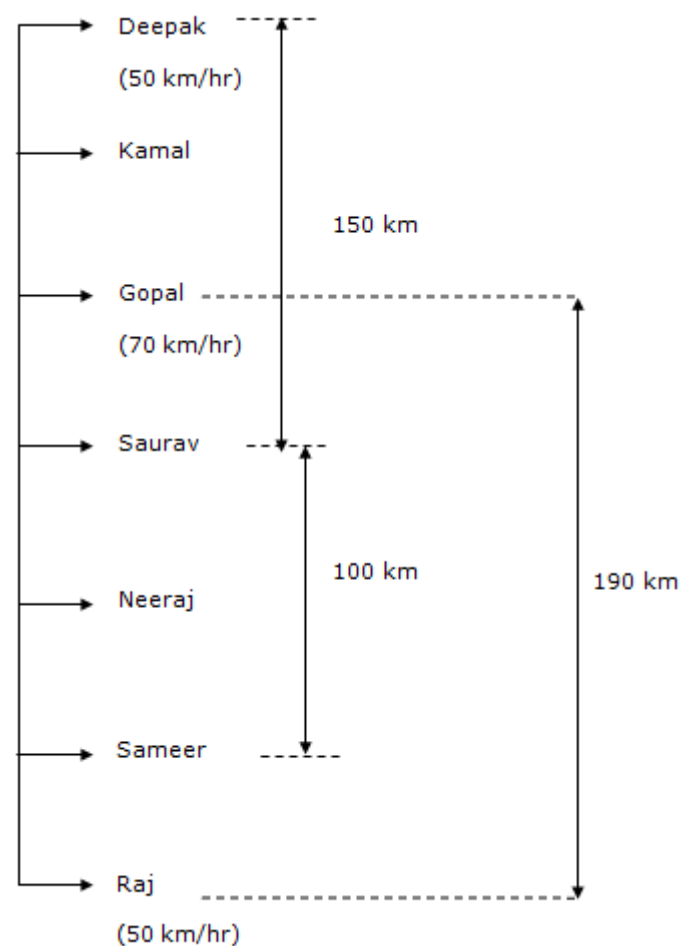 Deepak
(50 km/hr)
Kamal
150 km
Gopal
(70 km/hr)
Saurav
100 km
190 km
Neeraj
Sameer
Raj
(50 km/hr)